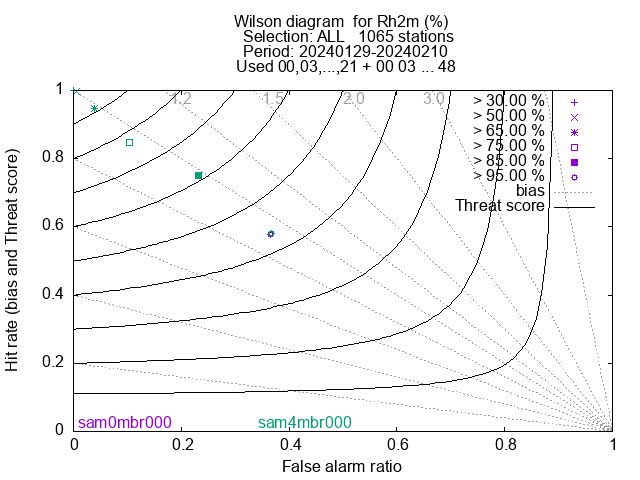 Wilson diagram for Rh2m (%)
Selection: ALL 1065 stations
Period: 20240129-20240210
Used 00,03,...,21 + 00 03 ... 48
1.2 1.5 2.0 3.0
> 30.00 %
> 50.00 %
> 65.00 %
> 75.00 %
> 85.00 %
> 95.00 %
bias
Threat score
1
0.8
0.6
0.4
0.2
0
Hit rate (bias and Threat score)
sam0mbr000 sam4mbr000
0 0.2 0.4 0.6 0.8 1
False alarm ratio